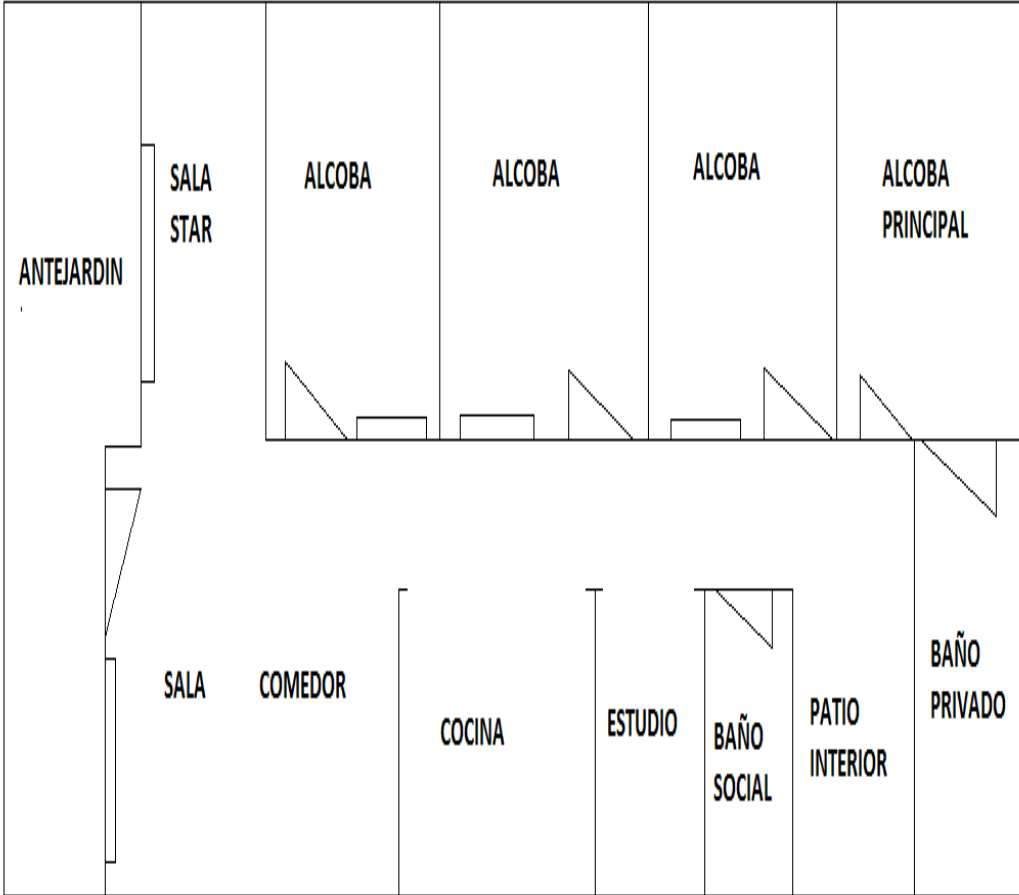 ANTEJARDIN
SALA
STAR
ALCOBA
ALCOBA
ALCOBA
ALCOBA
PRINCIPAL
SALA
COMEDOR
COCINA
ESTUDIO
BAÑO
SOCIAL
PATIO
INTERIOR
BAÑO
PRIVADO